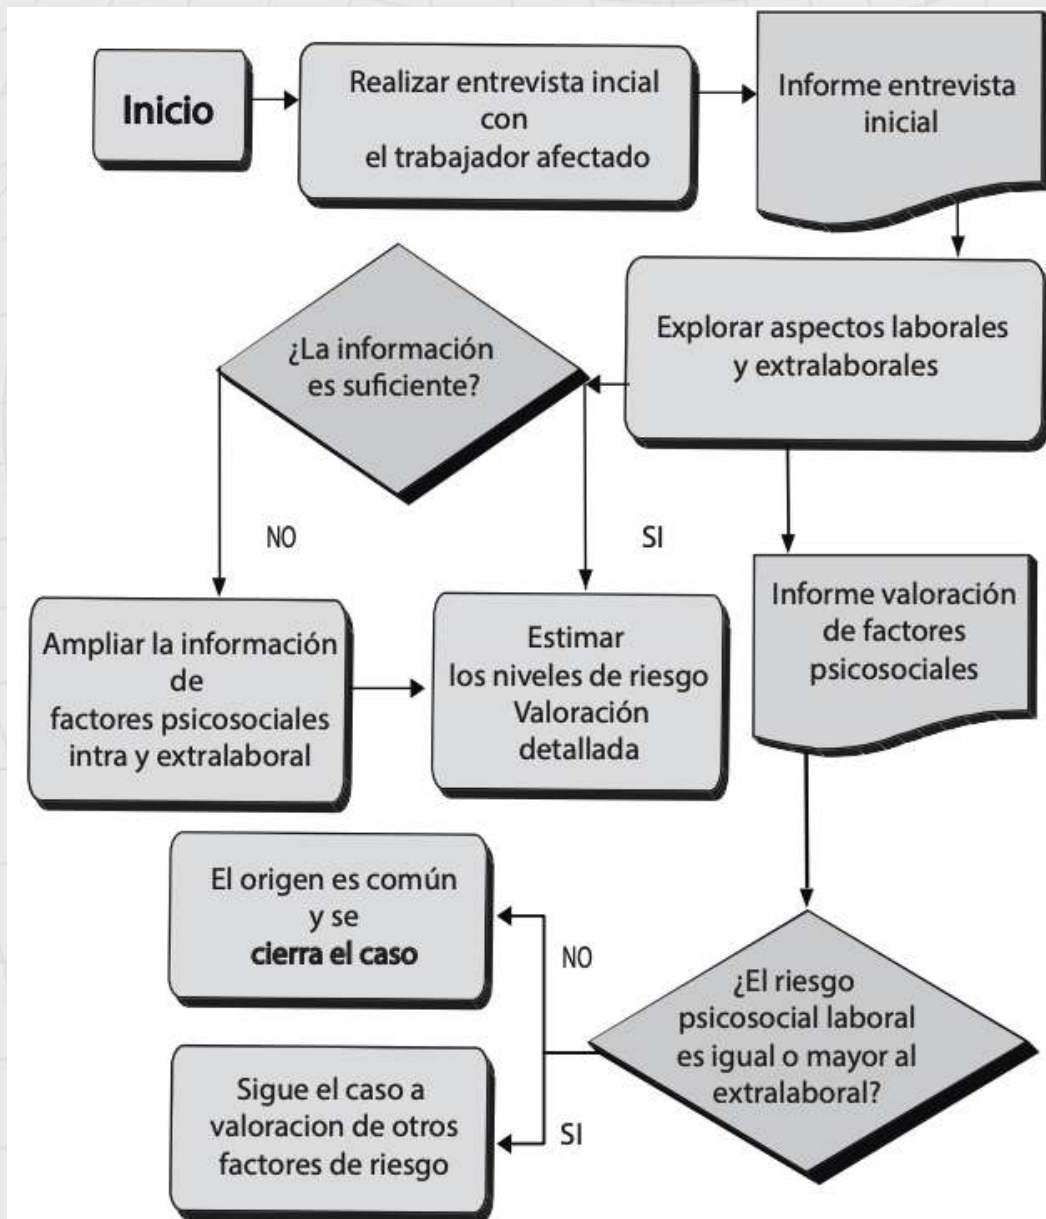 Inicio
Realizar entrevista incial
con
el trabajador afectado
Informe entrevista
inicial
Explorar aspectos laborales
y extralaborales
¿La información
es suficiente?
NO
SI
Ampliar la información
de
factores psicosociales
intra y extralaboral
Estimar
los niveles de riesgo
Valoración
detallada
Informe valoración
de factores
psicosociales
¿El riesgo
psicosocial laboral
es igual o mayor al
extralaboral?
NO
El origen es común
y se
cierra el caso
SI
Sigue el caso a
valoracion de otros
factores de riesgo